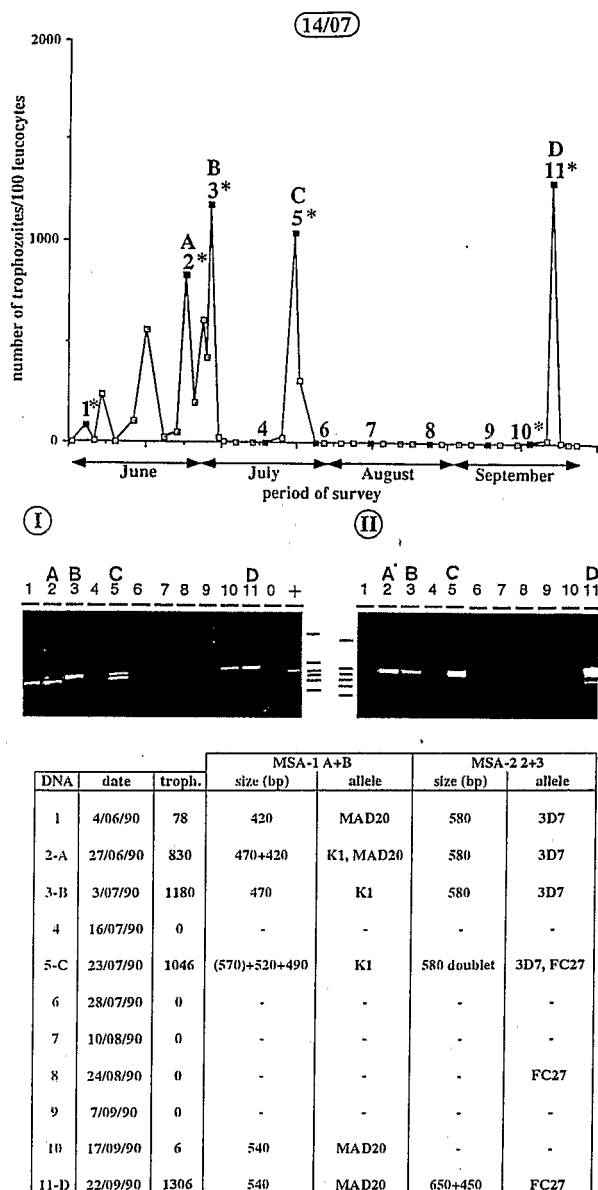 14/07
number of trophozoites/100 leucocytes
2000
1000
0
1*
A
2*
B
3*
4
C
5*
6
7
8
9
10*
D
11*
June July August September
period of survey
I
A B C D
1 2 3 4 5 6 7 8 9 10 11 0 +
II
A B C D
1 2 3 4 5 6 7 8 9 10 11
MSA-1 A+B MSA-2 2+3
DNA date troph. size (bp) allele size (bp) allele
1 4/06/90 78 420 MAD20 580 3D7
2-A 27/06/90 830 470+420 K1, MAD20 580 3D7
3-B 3/07/90 1180 470 K1 580 3D7
4 16/07/90 0 - - - -
5-C 23/07/90 1046 (570)+520+490 K1 580 doublet 3D7, FC27
6 28/07/90 0 - - - -
7 10/08/90 0 - - - -
8 24/08/90 0 - - - FC27
9 7/09/90 0 - - - -
10 17/09/90 6 540 MAD20 - -
11-D 22/09/90 1306 540 MAD20 650+450 FC27